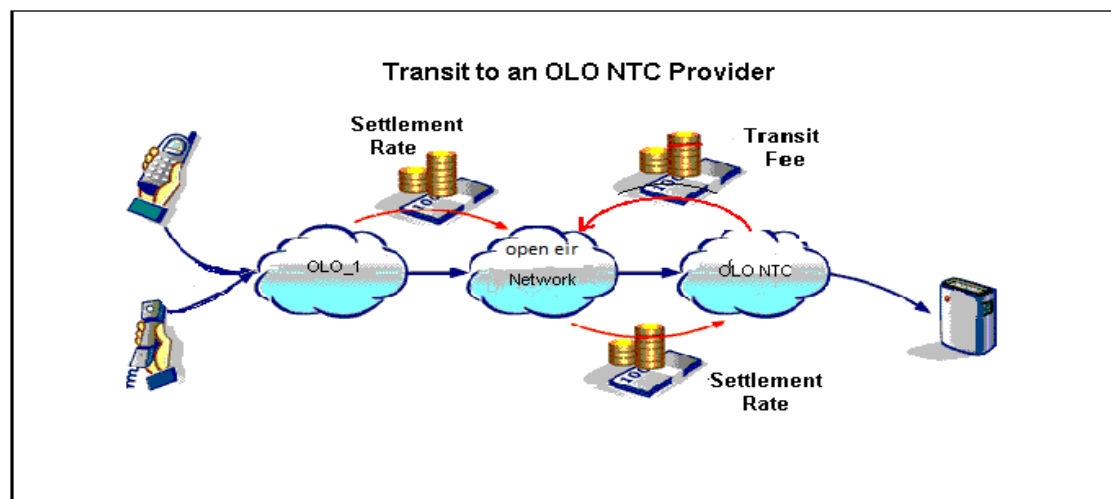 Transit to an OLO NTC Provider
Settlement
Rate
Transit
Fee
OLO_1
open eir
Network
OLO NTC
Settlement
Rate